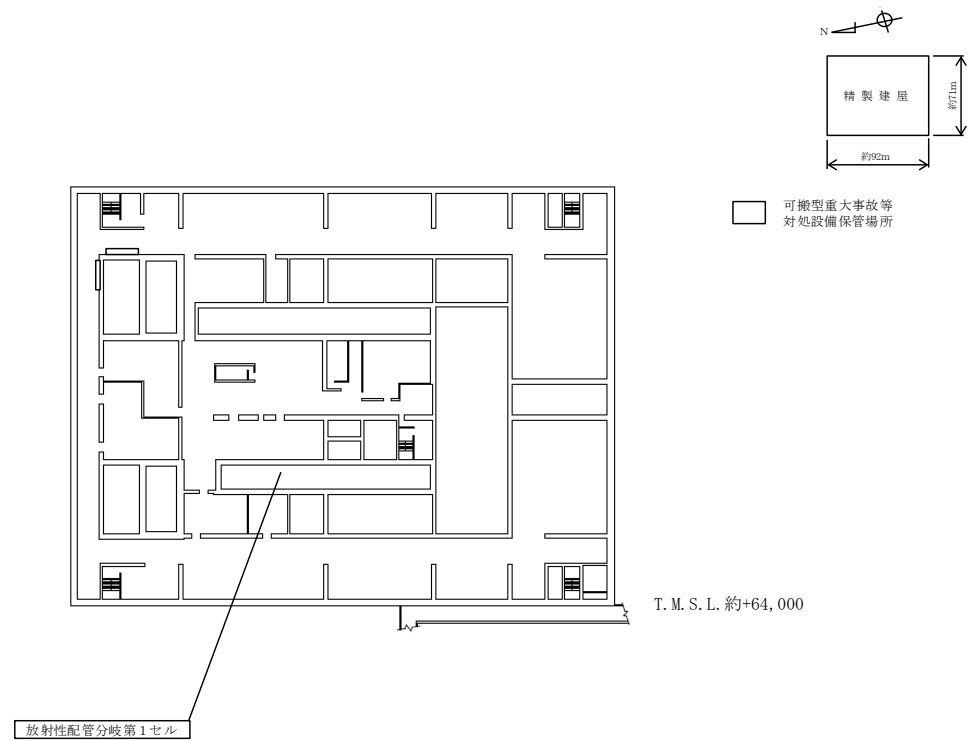 N
精製建屋
約71m
約92m
可搬型重大事故等
対処設備保管場所
T.M.S.L.約+64,000
放射性配管分岐第1セル